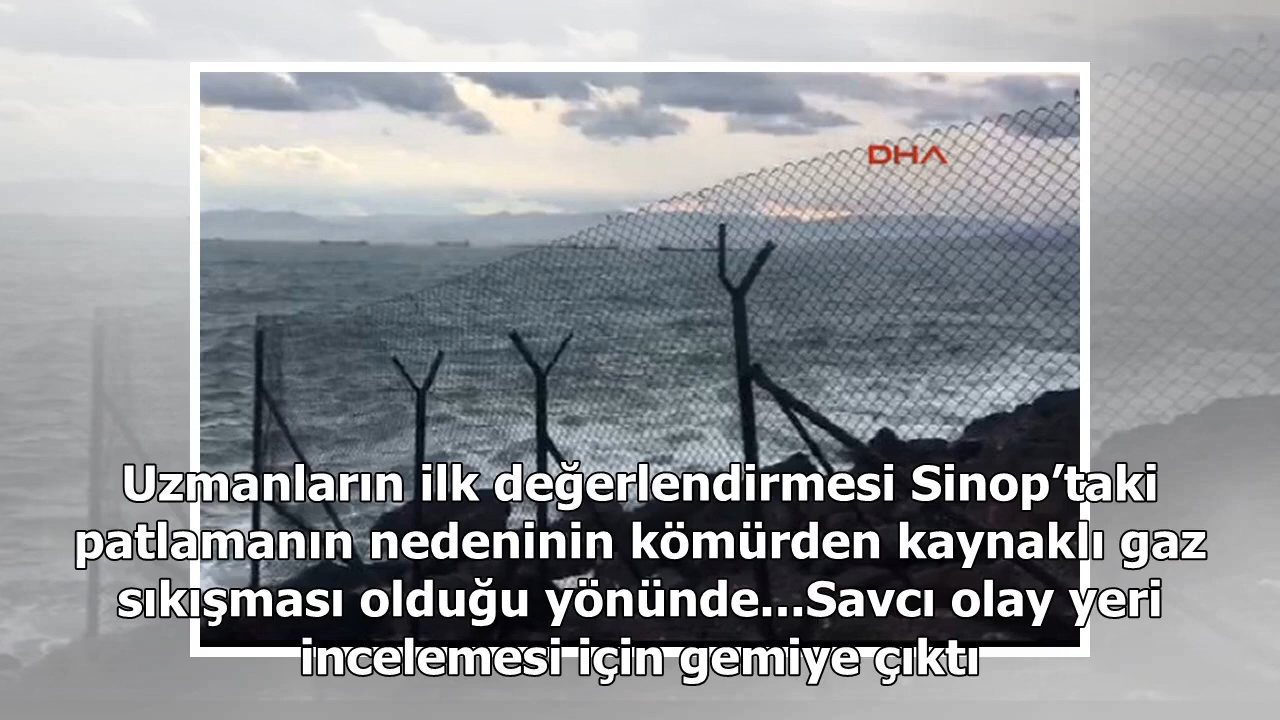 DHA
Uzmanların ilk değerlendirmesi Sinop’taki
patlamanın nedeninin kömürden kaynaklı gaz
sıkışması olduğu yönünde...Savcı olay yeri
incelemesi için gemiye çıktı